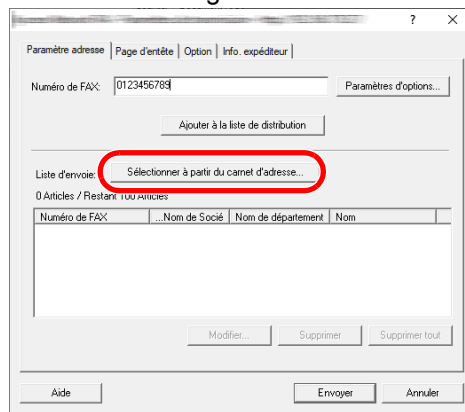 ? ×
Paramètre adresse Page d'entête Option Info. expéditeur
Numéro de FAX: 0123456789 Paramètres d'options...
Ajouter à la liste de distribution
Liste d'envoie: Sélectionner à partir du carnet d'adresse...
0 Articles / Restant 100 Articles
Numéro de FAX ...Nom de Socié Nom de département Nom
Modifier... Supprimer Supprimer tout
Aide Envoyer Annuler